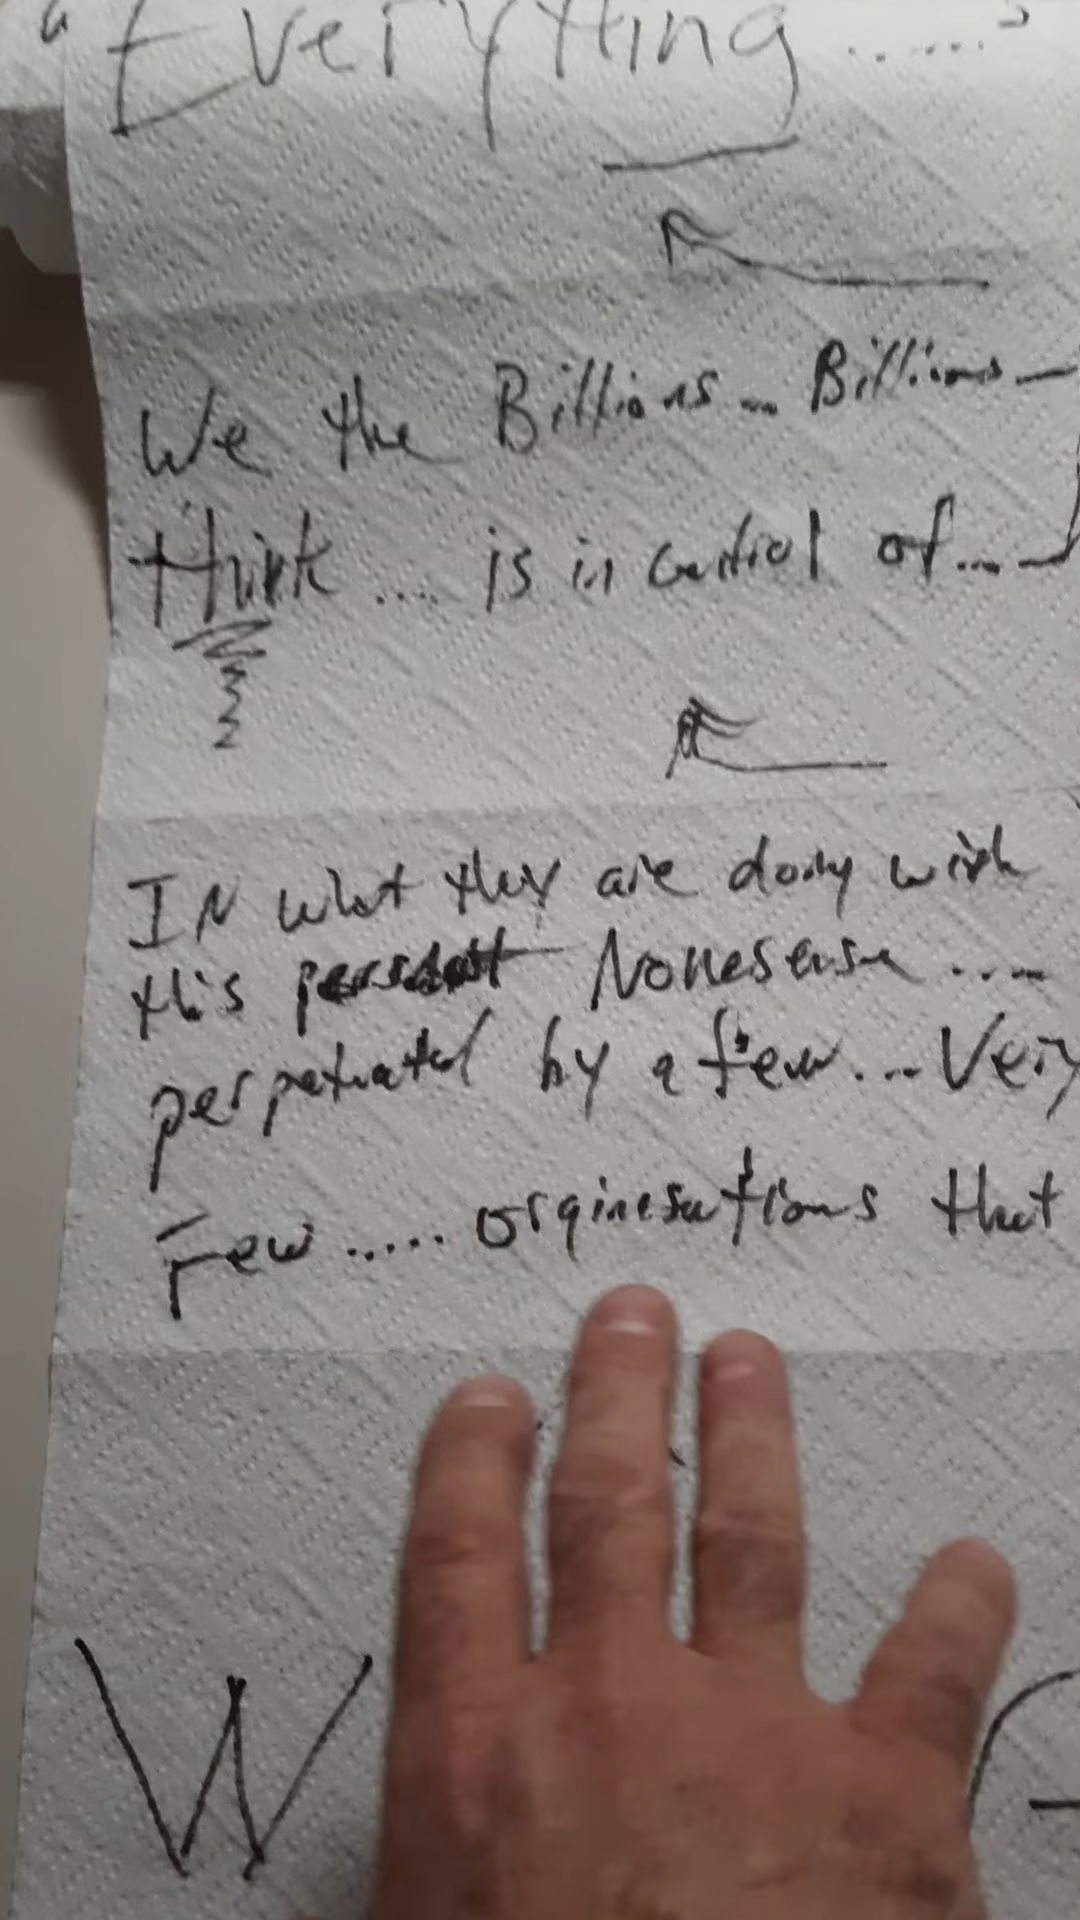 "Everything ......"
We the Billions ... Billions -
think .... is in control of ....
IN what they are doing with
this Nonesense .....
perpetuated by a few ... Very
Few ..... orginesations that
W